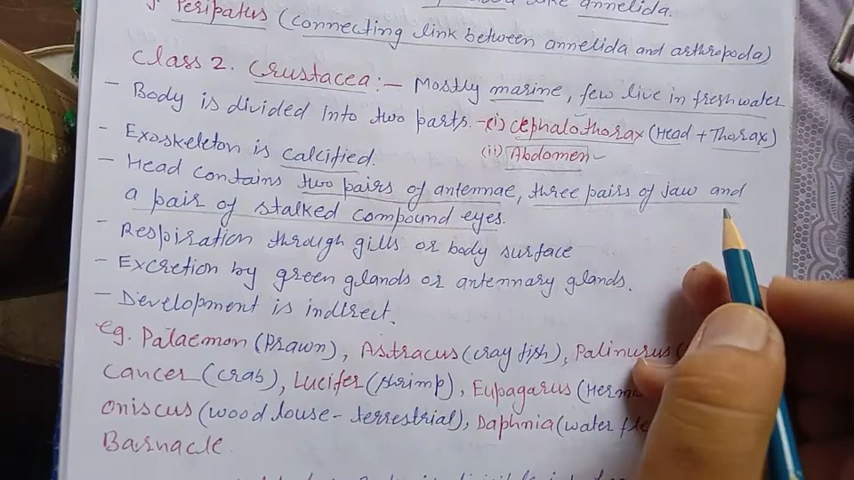 annelida.
Peripatus (connecting link between annelida and arthropoda)
Class 2. Crustacea:- Mostly marine, few live in freshwater
- Body is divided into two parts. -(i) cephalothorax (Head + Thorax)
(ii) Abdomen
- Exoskeleton is calcified.
- Head contains two pairs of antennae, three pairs of jaw and
a pair of stalked compound eyes.
- Respiration through gills or body surface
- Excretion by green glands or antennary glands.
- Development is indirect.
eg. Palaemon (prawn), Astracus (cray fish), Palinurus
Cancer (crab), Lucifer (shrimp), Eupagarus
oniscus (wood louse - terrestrial), Daphnia (water
Barnacle